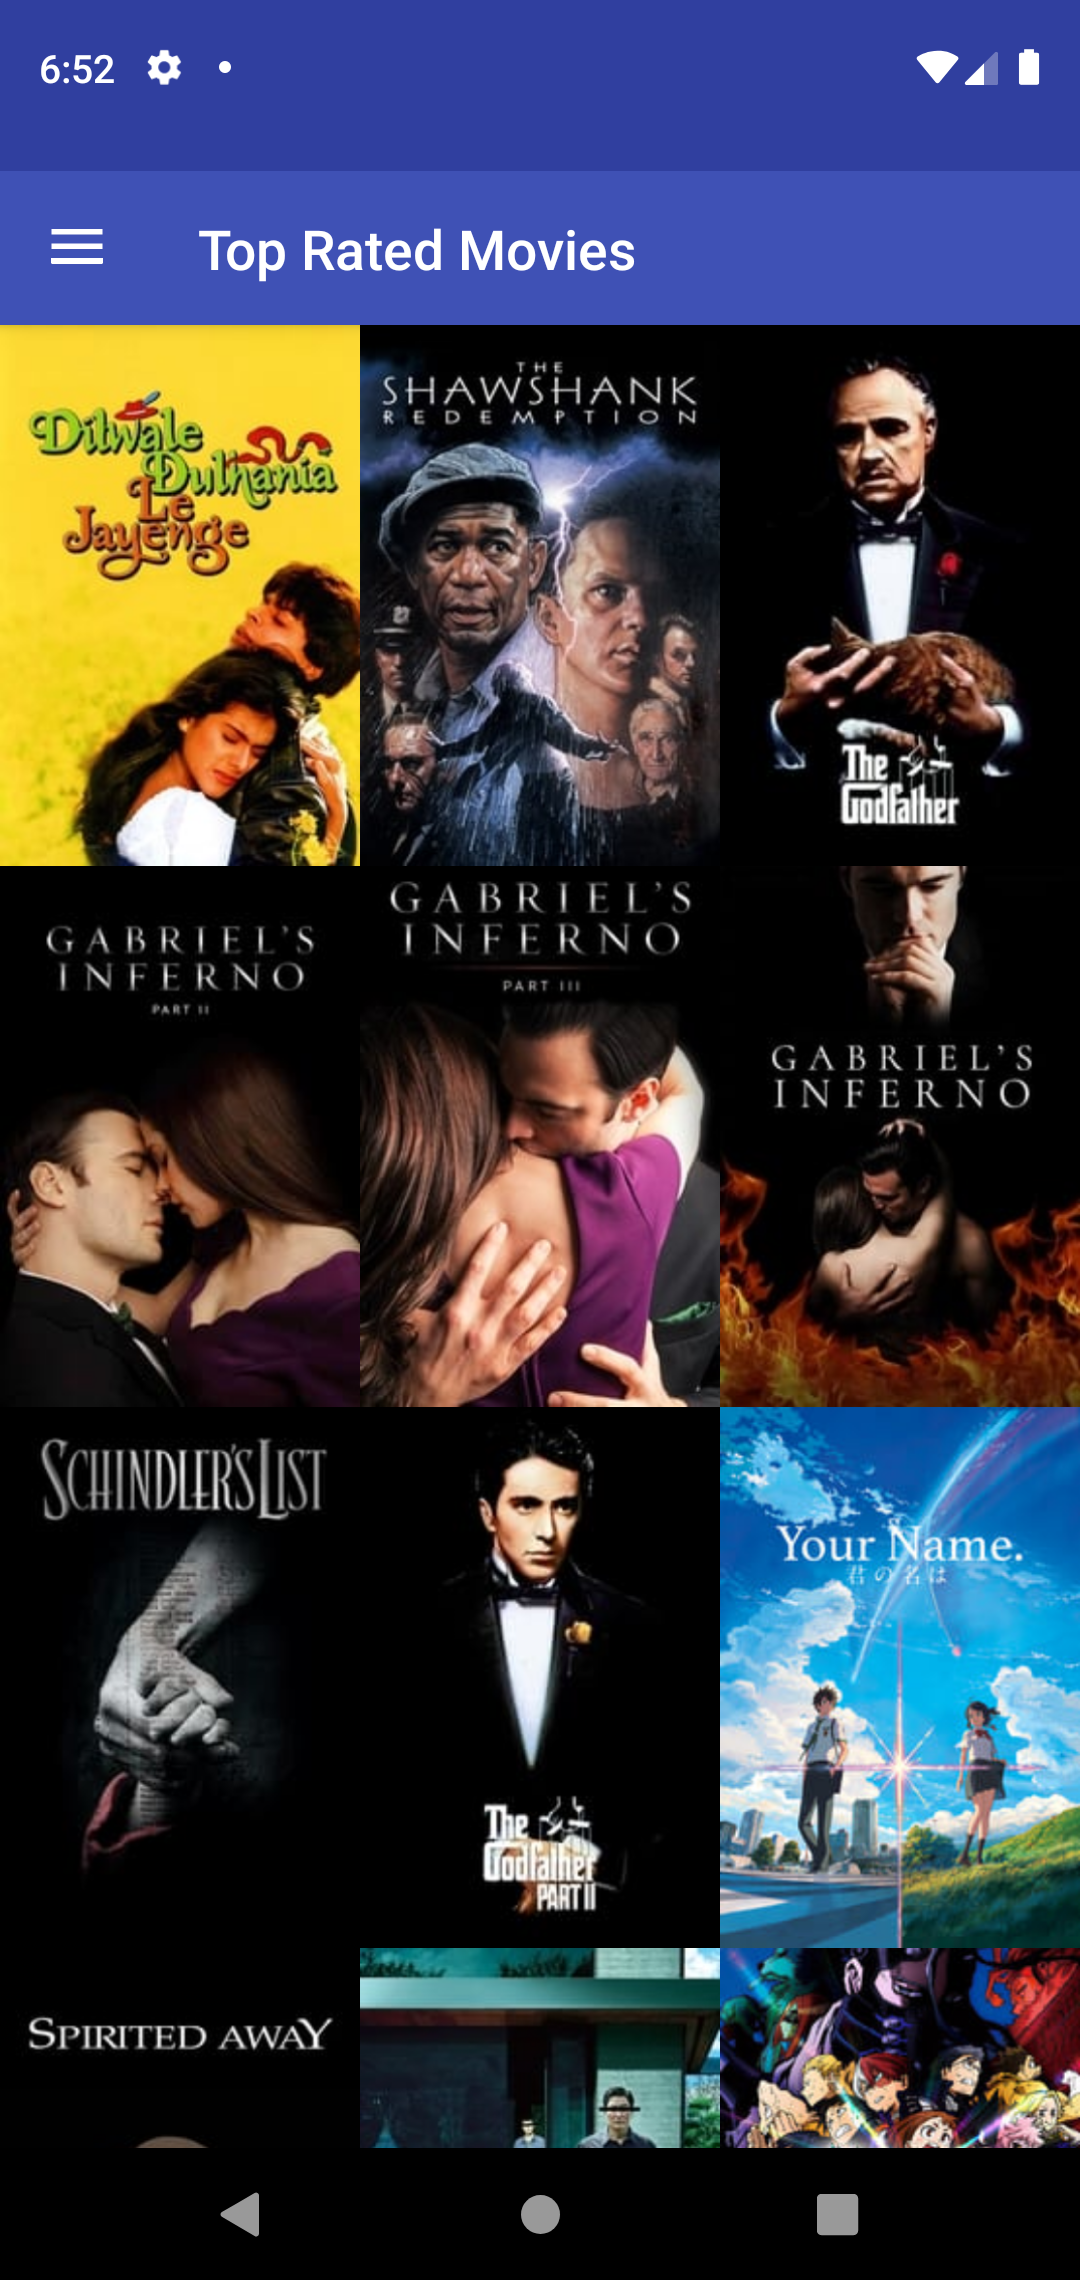 6:52
Top Rated Movies
Dilwale
Dulhania
Le
Jayenge
THE
SHAWSHANK
REDEMPTION
The
Godfather
GABRIEL'S
INFERNO
PART II
GABRIEL'S
INFERNO
PART III
GABRIEL'S
INFERNO
SCHINDLER'S LIST
The
Godfather
PART II
Your Name.
君の名は
SPIRITED AWAY